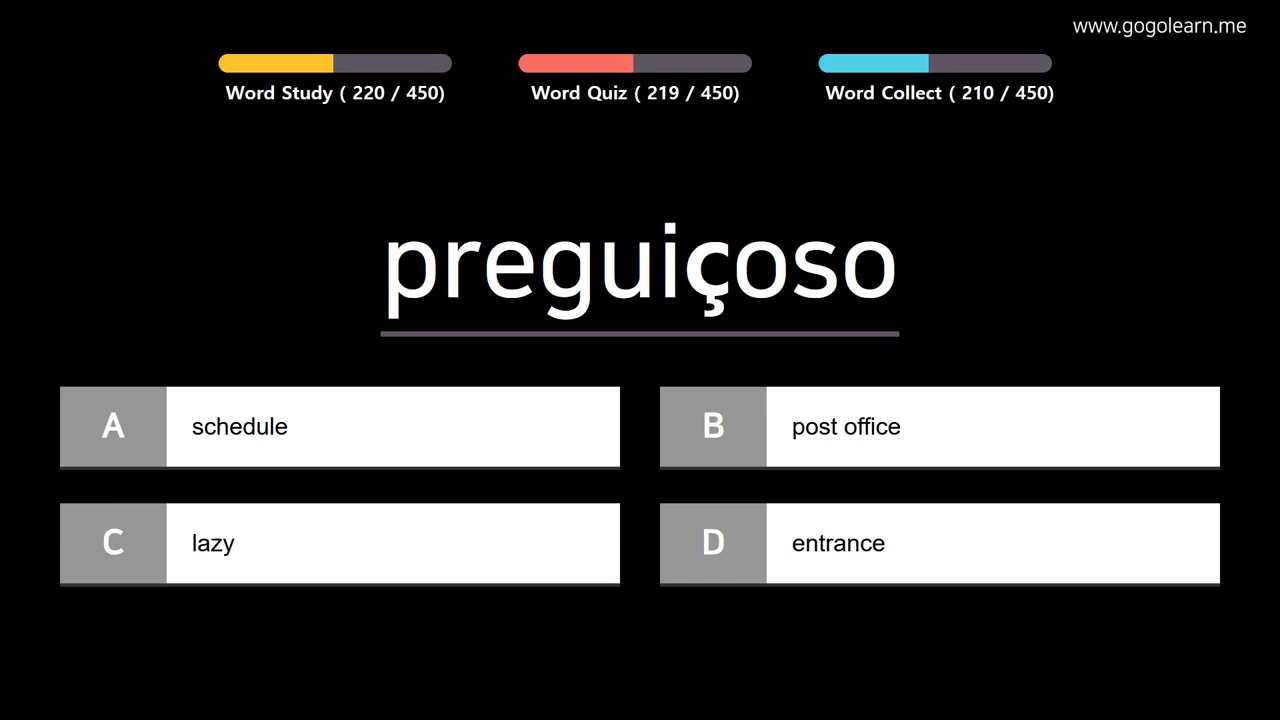 www.gogolearn.me
Word Study ( 220 / 450)
Word Quiz ( 219 / 450)
Word Collect ( 210 / 450)
preguiçoso
A schedule
B post office
C lazy
D entrance